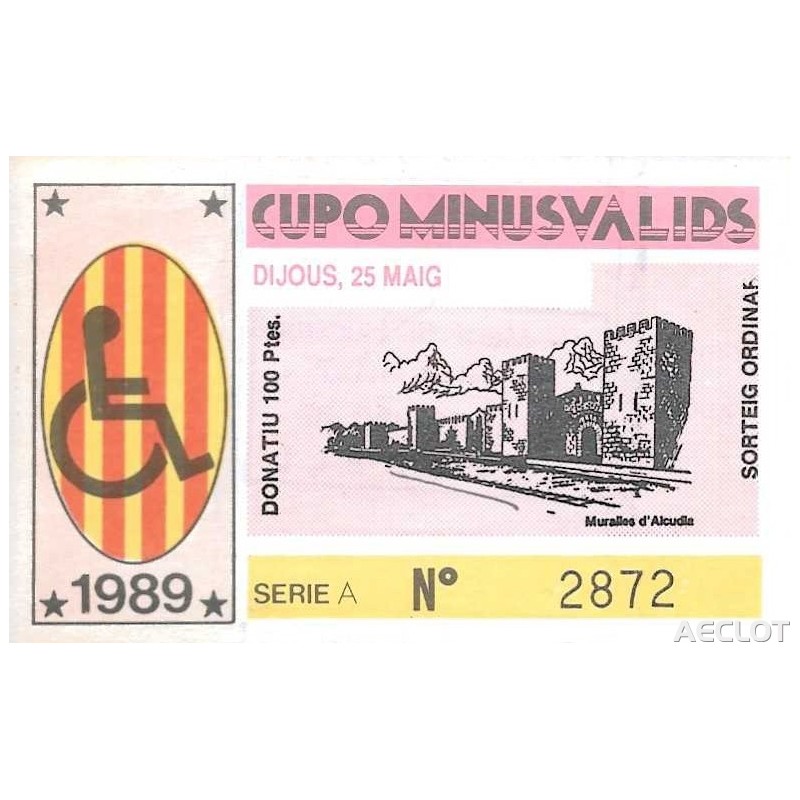 CUPO MINUSVALIDS
DIJOUS, 25 MAIG
DONATIU 100 Ptes.
SORTEIG ORDINAR
Muralles d'Alcudia
1989
SERIE A Nº 2872
AECLOT